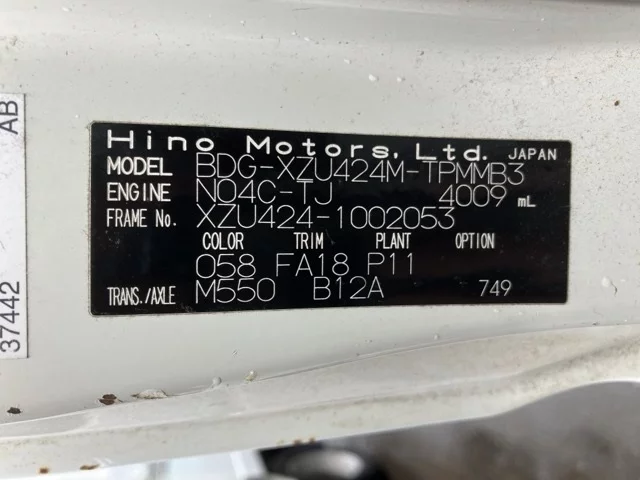 Hino Motors, Ltd. JAPAN
MODEL BDG-XZU424M-TPMMB3
ENGINE N04C-TJ 4009 mL
FRAME No. XZU424-1002053
COLOR TRIM PLANT OPTION
058 FA18 P11
TRANS./AXLE M550 B12A 749
37442 AB